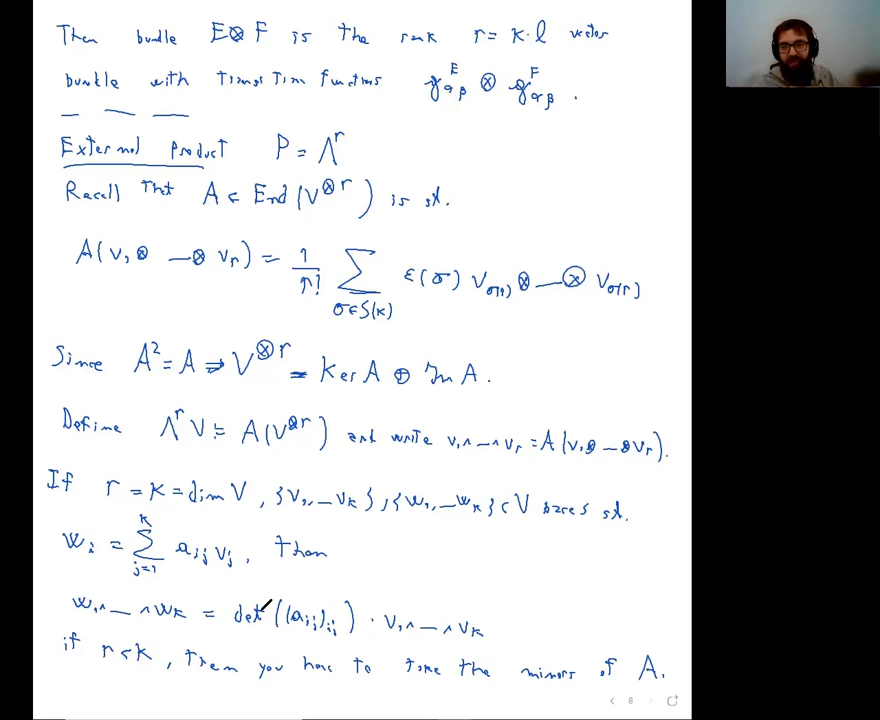 Then bundle E⊗F is the rank r = k·l vector
bundle with transition functions g^E_{αβ} ⊗ g^F_{αβ}.
External Product P = Λ^r
Recall that A ∈ End(V^{⊗r}) is st.
A(v_1⊗—⊗v_r) = 1/r! ∑_{σ∈S(k)} ε(σ) v_{σ(1)}⊗—⊗v_{σ(r)}
Since A² = A ⇒ V^{⊗r} = Ker A ⊕ Im A.
Define Λ^r V := A(V^{⊗r}) and write v_1∧—∧v_r = A(v_1⊗—⊗v_r).
If r = k = dim V, {v_1,—v_k}, {w_1,—w_k} ⊂ V bases st.
w_i = ∑_{j=1}^{k} a_{ij} v_j, then
w_1∧—∧w_k = det((a_{ij})_{ij}) · v_1∧—∧v_k
if r<k, then you have to take the minors of A.
8